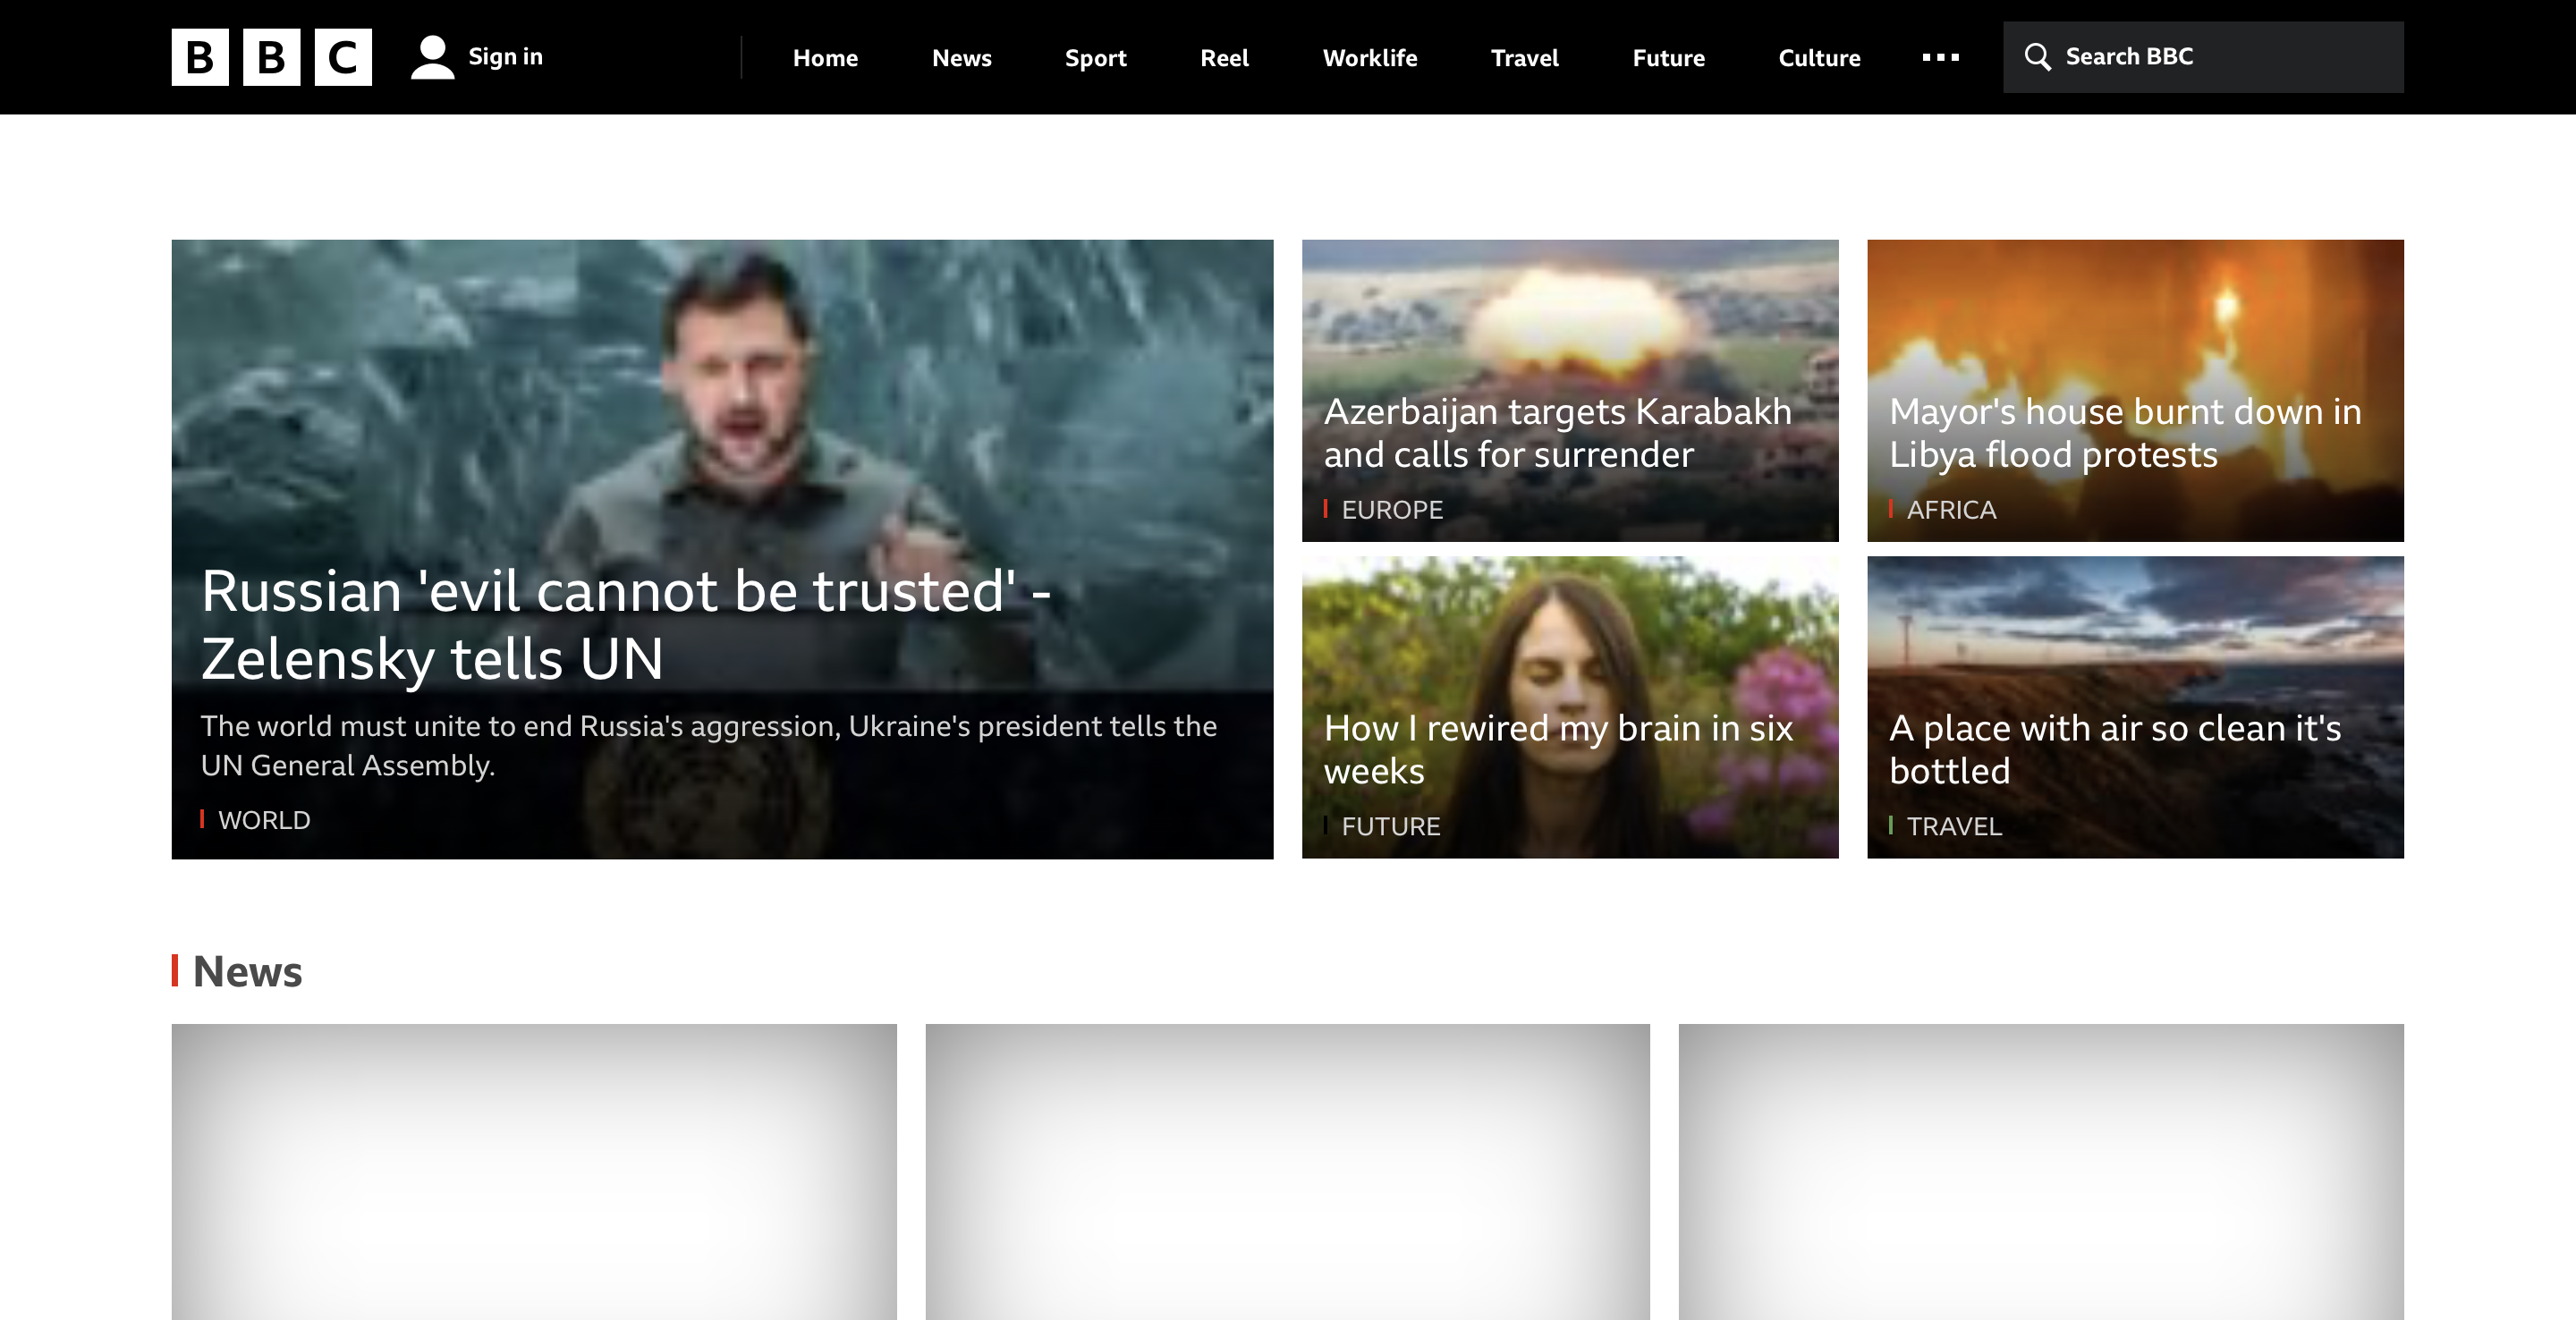 BBC
Sign in
Home
News
Sport
Reel
Worklife
Travel
Future
Culture
Search BBC
Russian 'evil cannot be trusted' -
Zelensky tells UN
The world must unite to end Russia's aggression, Ukraine's president tells the
UN General Assembly.
WORLD
Azerbaijan targets Karabakh
and calls for surrender
EUROPE
Mayor's house burnt down in
Libya flood protests
AFRICA
How I rewired my brain in six
weeks
FUTURE
A place with air so clean it's
bottled
TRAVEL
News